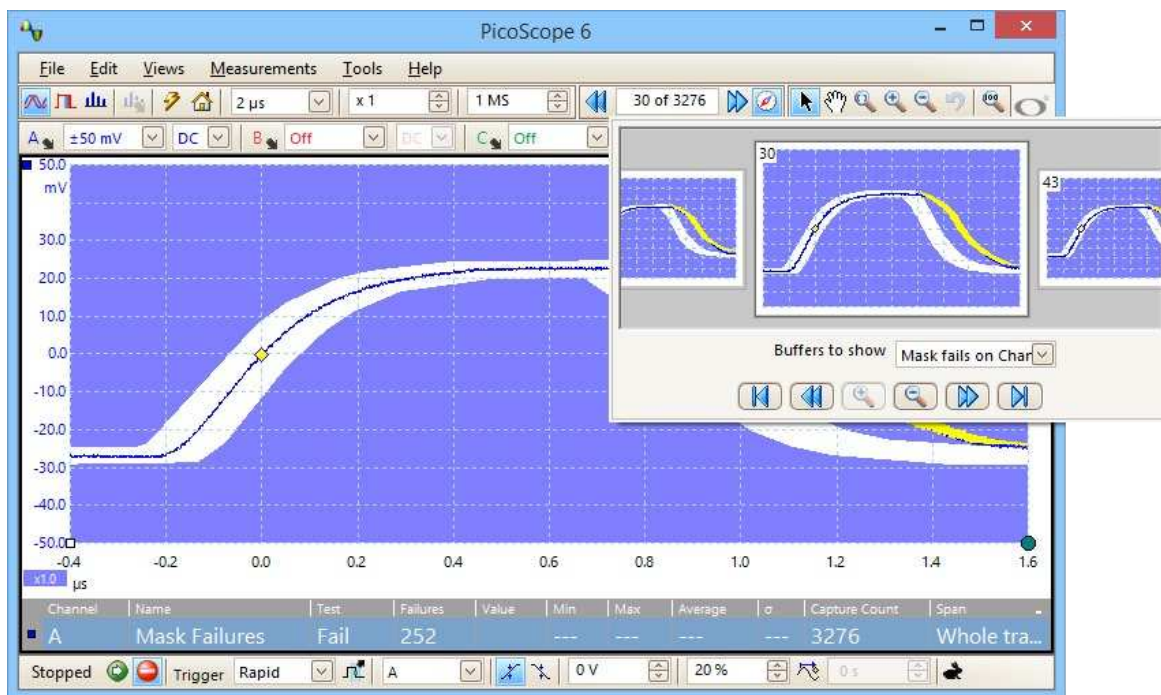 PicoScope 6
File Edit Views Measurements Tools Help
2 µs x 1 1 MS 30 of 3276
A ±50 mV DC B Off DC C Off
50.0
mV
30.0
20.0
10.0
0.0
-10.0
-20.0
-30.0
-40.0
-50.0
-0.4 -0.2 0.0 0.2 0.4 0.6 0.8 1.0 1.2 1.4 1.6
x1.0 µs
30
43
Buffers to show Mask fails on Chan
Channel Name Test Failures Value Min Max Average σ Capture Count Span
A Mask Failures Fail 252 --- --- --- --- 3276 Whole tra...
Stopped Trigger Rapid A 0 V 20 % 0 s